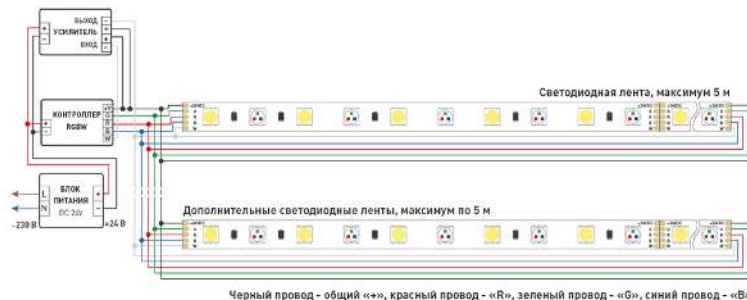 ВЫХОД
УСИЛИТЕЛЬ
ВХОД
КОНТРОЛЛЕР
RGBW
БЛОК
ПИТАНИЯ
DC 24V
L
N
~230 В
=24 В
Светодиодная лента, максимум 5 м
Дополнительные светодиодные ленты, максимум по 5 м
Черный провод - общий «+», красный провод - «R», зеленый провод - «G», синий провод - «B»